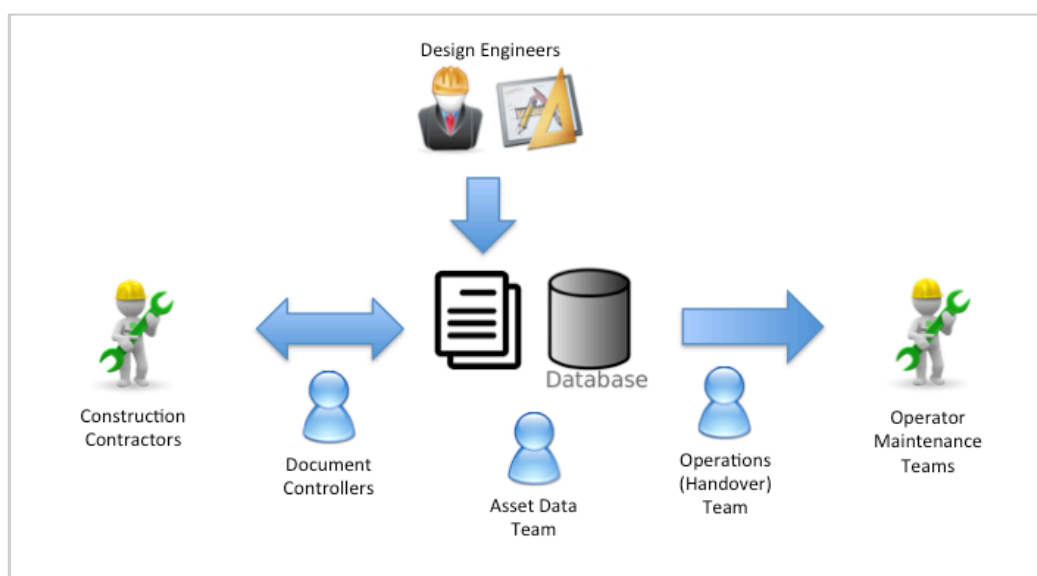 Design Engineers
Database
Construction
Contractors
Document
Controllers
Asset Data
Team
Operations
(Handover)
Team
Operator
Maintenance
Teams